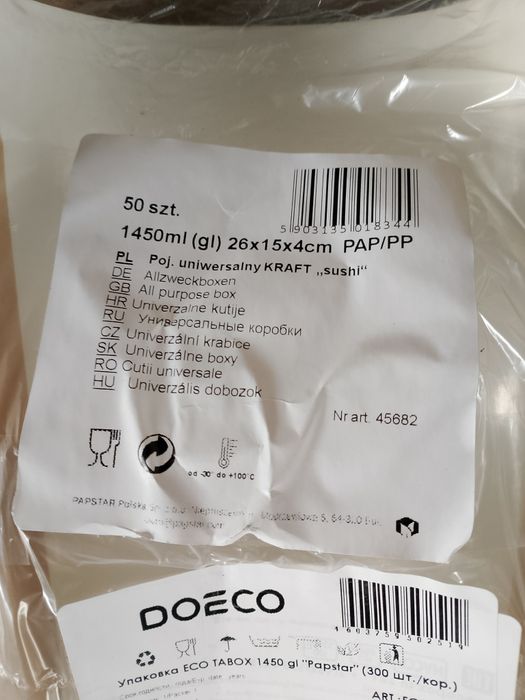 50 szt.
5 903135 018344
1450ml (gl) 26x15x4cm PAP/PP
PL Poj. uniwersalny KRAFT „sushi“
DE Allzweckboxen
GB All purpose box
HR Univerzalne kutije
RU Универсальные коробки
CZ Univerzální krabice
SK Univerzálne boxy
RO Cutii universale
HU Univerzális dobozok
Nr art. 45682
od -30° do +100°C
PAPSTAR Polska
DOECO
Упаковка ECO TABOX 1450 gl "Papstar" (300 шт./кор.)